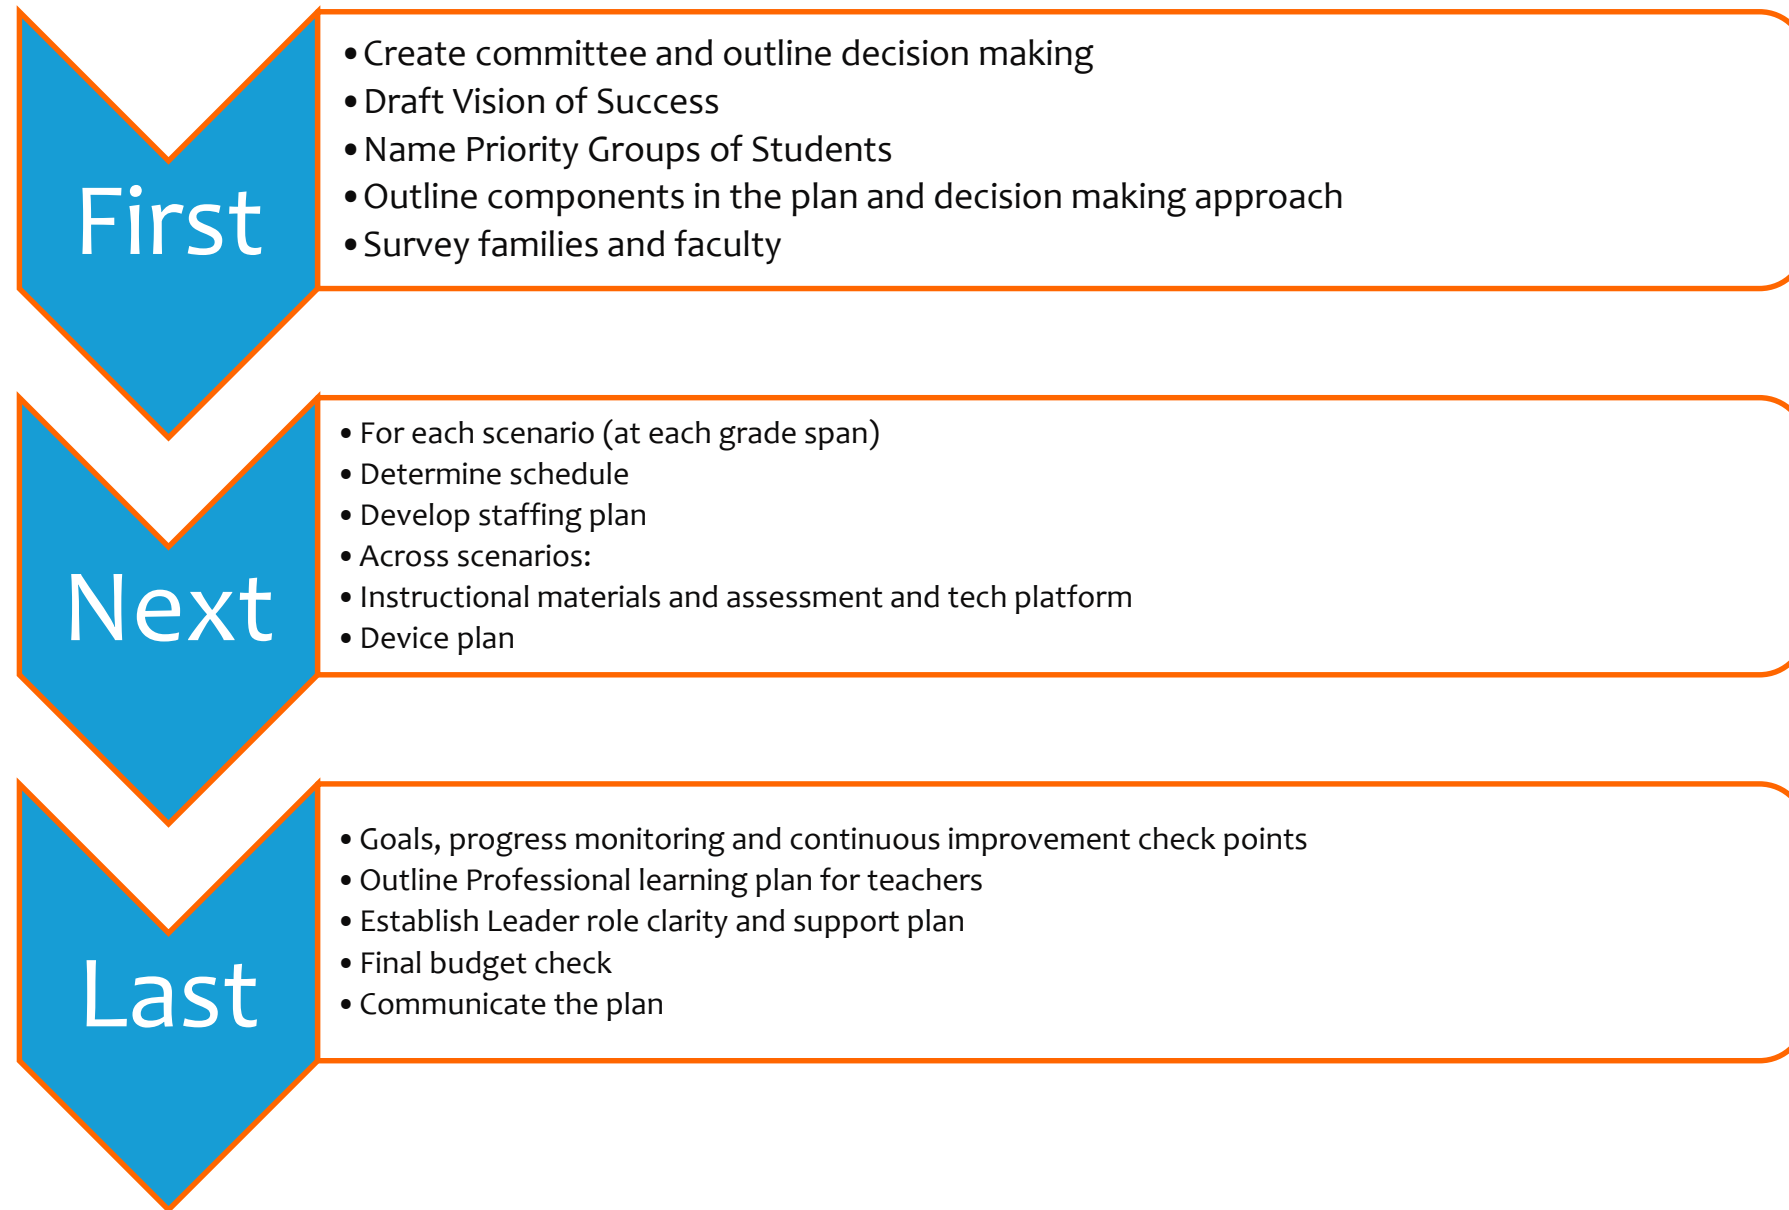 First
•Create committee and outline decision making
•Draft Vision of Success
•Name Priority Groups of Students
•Outline components in the plan and decision making approach
•Survey families and faculty
Next
•For each scenario (at each grade span)
•Determine schedule
•Develop staffing plan
•Across scenarios:
•Instructional materials and assessment and tech platform
•Device plan
Last
•Goals, progress monitoring and continuous improvement check points
•Outline Professional learning plan for teachers
•Establish Leader role clarity and support plan
•Final budget check
•Communicate the plan